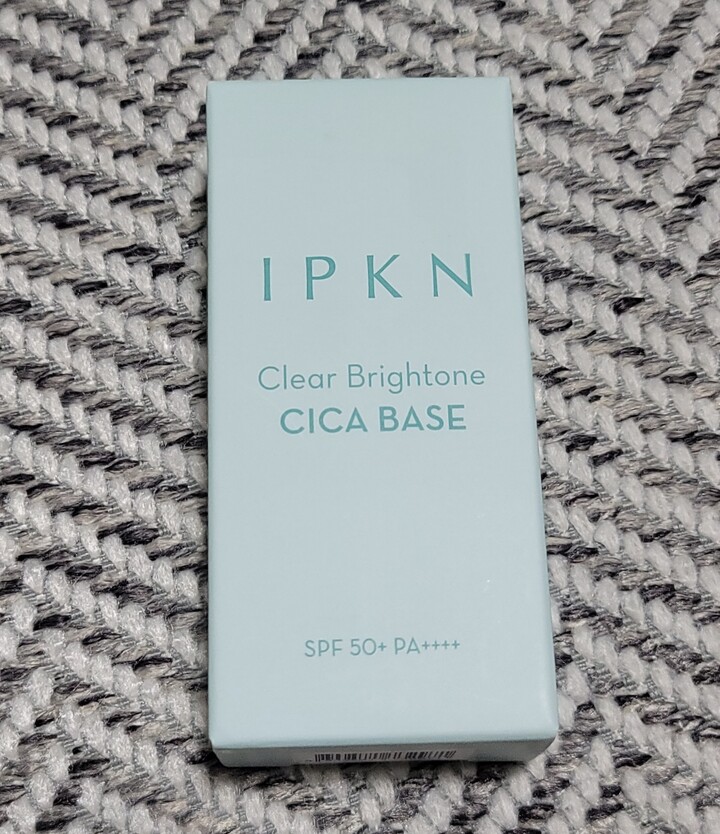 IPKN
Clear Brightone
CICA BASE
SPF 50+ PA++++